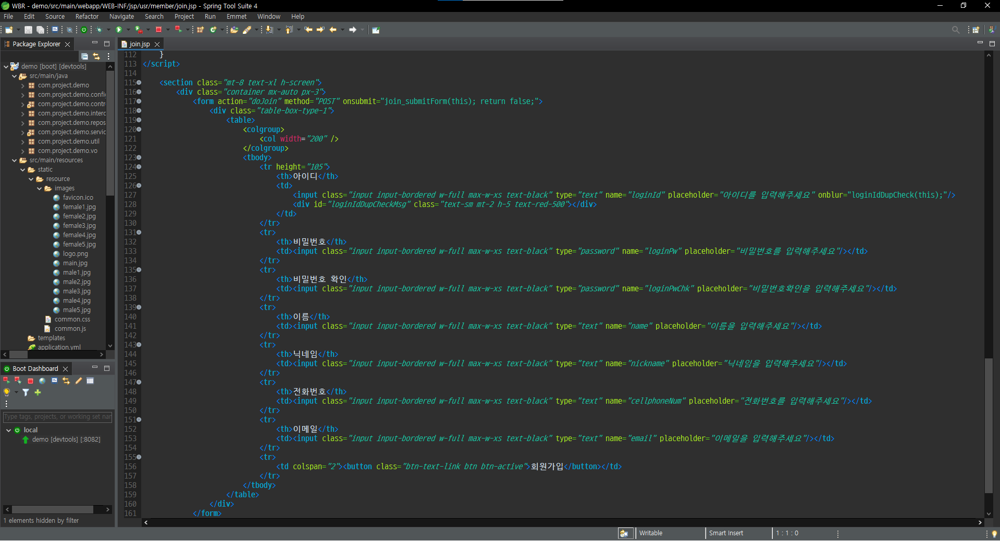 WBR - demo/src/main/webapp/WEB-INF/jsp/usr/member/join.jsp - Spring Tool Suite 4
File Edit Source Refactor Navigate Search Project Run Emmet Window Help
Package Explorer
demo [boot] [devtools]
src/main/java
com.project.demo
com.project.demo.confi
com.project.demo.contr
com.project.demo.interc
com.project.demo.repos
com.project.demo.servic
com.project.demo.util
com.project.demo.vo
src/main/resources
static
resource
images
favicon.ico
female1.jpg
female2.jpg
female3.jpg
female4.jpg
female5.jpg
logo.png
main.jpg
male1.jpg
male2.jpg
male3.jpg
male4.jpg
male5.jpg
common.css
common.js
templates
application.yml
Boot Dashboard
Type tags, projects, or working set nar
local
demo [devtools] [:8082]
1 elements hidden by filter
join.jsp
112 }
113 </script>
114
115 <section class="mt-8 text-xl h-screen">
116 <div class="container mx-auto px-3">
117 <form action="doJoin" method="POST" onsubmit="join_submitForm(this); return false;">
118 <div class="table-box-type-1">
119 <table>
120 <colgroup>
121 <col width="200" />
122 </colgroup>
123 <tbody>
124 <tr height="105">
125 <th>아이디</th>
126 <td>
127 <input class="input input-bordered w-full max-w-xs text-black" type="text" name="loginId" placeholder="아이디를 입력해주세요" onblur="loginIdDupCheck(this);"/>
128 <div id="loginIdDupCheckMsg" class="text-sm mt-2 h-5 text-red-500"></div>
129 </td>
130 </tr>
131 <tr>
132 <th>비밀번호</th>
133 <td><input class="input input-bordered w-full max-w-xs text-black" type="password" name="loginPw" placeholder="비밀번호를 입력해주세요"/></td>
134 </tr>
135 <tr>
136 <th>비밀번호 확인</th>
137 <td><input class="input input-bordered w-full max-w-xs text-black" type="password" name="loginPwChk" placeholder="비밀번호확인을 입력해주세요"/></td>
138 </tr>
139 <tr>
140 <th>이름</th>
141 <td><input class="input input-bordered w-full max-w-xs text-black" type="text" name="name" placeholder="이름을 입력해주세요"/></td>
142 </tr>
143 <tr>
144 <th>닉네임</th>
145 <td><input class="input input-bordered w-full max-w-xs text-black" type="text" name="nickname" placeholder="닉네임을 입력해주세요"/></td>
146 </tr>
147 <tr>
148 <th>전화번호</th>
149 <td><input class="input input-bordered w-full max-w-xs text-black" type="text" name="cellphoneNum" placeholder="전화번호를 입력해주세요"/></td>
150 </tr>
151 <tr>
152 <th>이메일</th>
153 <td><input class="input input-bordered w-full max-w-xs text-black" type="text" name="email" placeholder="이메일을 입력해주세요"/></td>
154 </tr>
155 <tr>
156 <td colspan="2"><button class="btn-text-link btn btn-active">회원가입</button></td>
157 </tr>
158 </tbody>
159 </table>
160 </div>
161 </form>
Writable Smart Insert 1 : 1 : 0